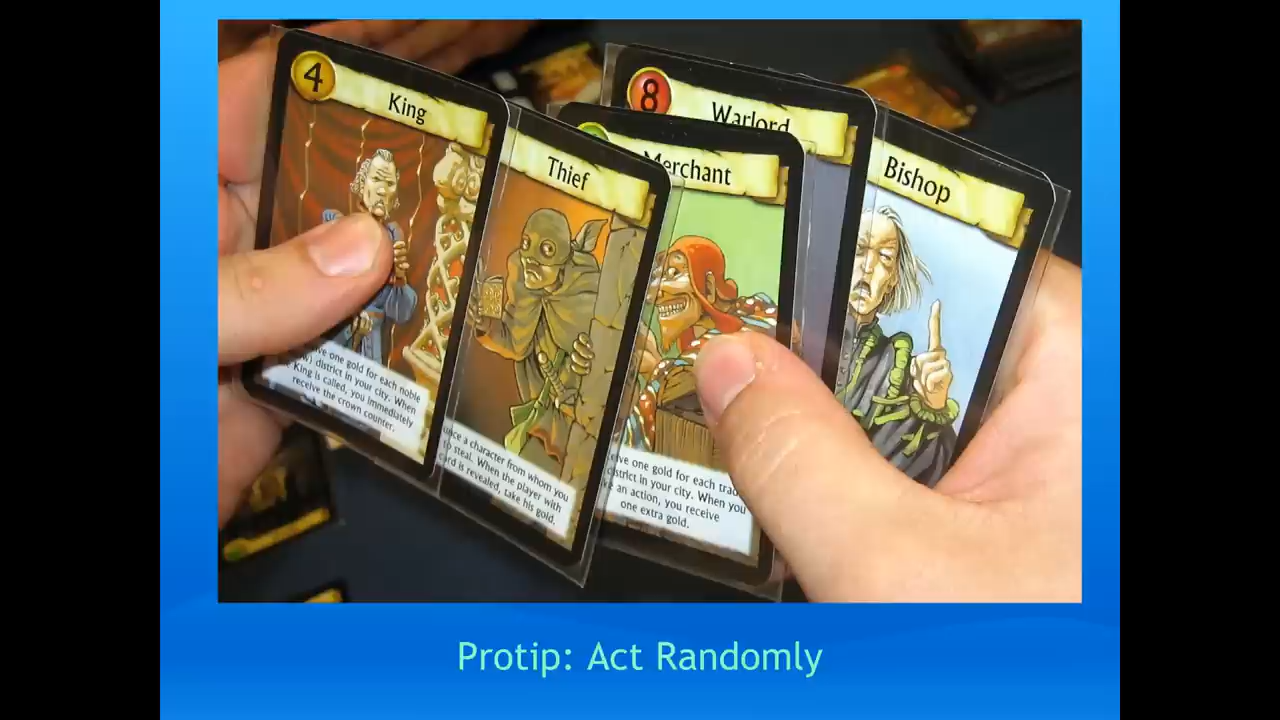 4
King
ve one gold for each noble
district in your city. When
King is called, you immediately
receive the crown counter.
Thief
a character from whom you
to steal. When the player with
card is revealed, take his gold.
Merchant
one gold for each
district in your city. When you
an action, you receive
one extra gold.
8
Warlord
Bishop
Protip: Act Randomly